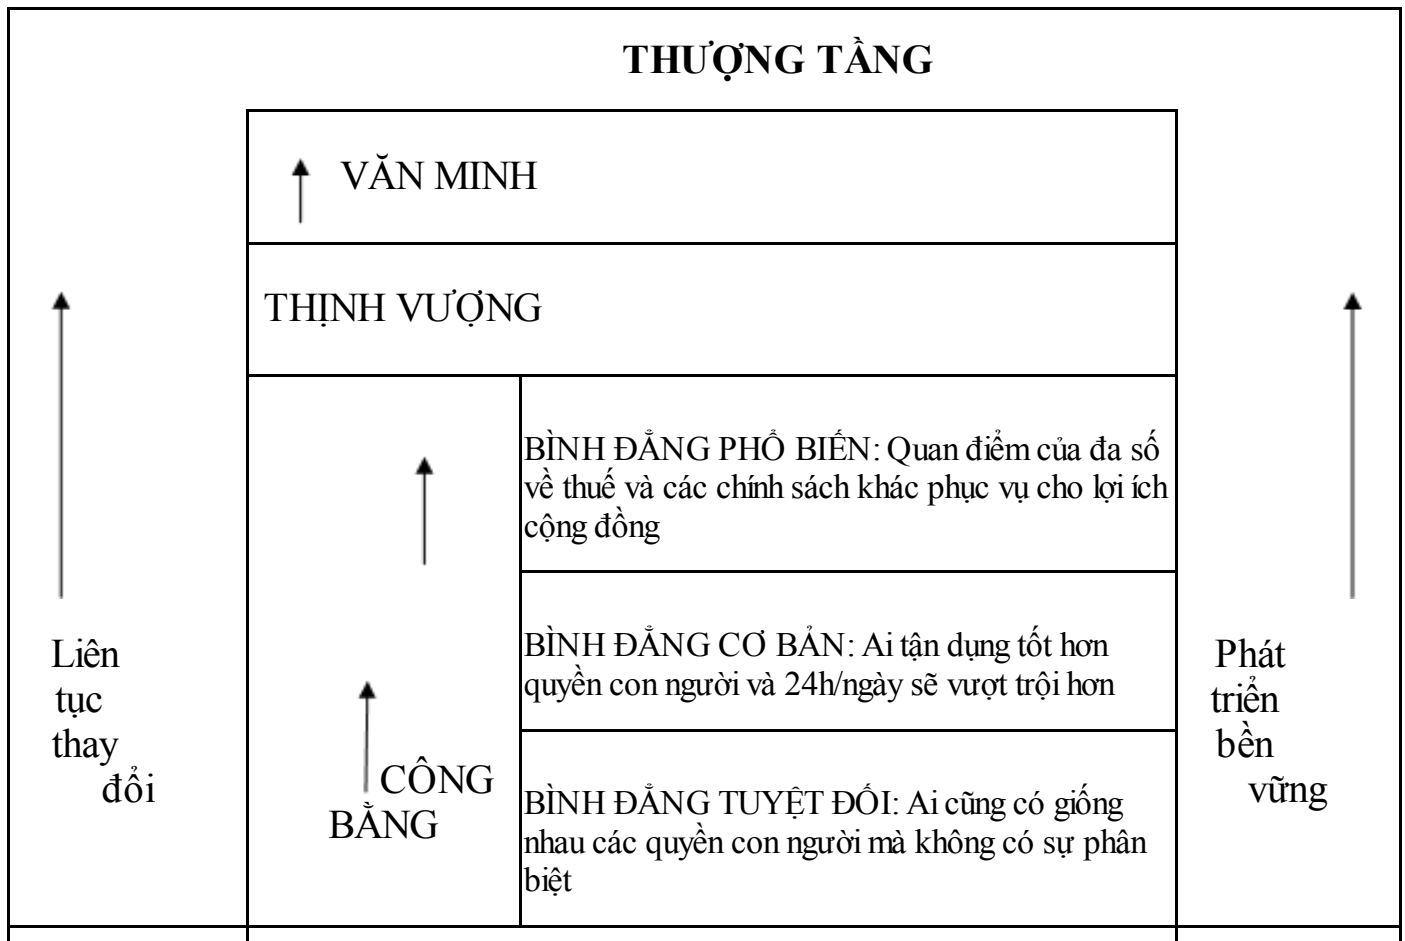 THƯỢNG TẦNG
VĂN MINH
THỊNH VƯỢNG
BÌNH ĐẲNG PHỔ BIẾN: Quan điểm của đa số
về thuế và các chính sách khác phục vụ cho lợi ích
cộng đồng
BÌNH ĐẲNG CƠ BẢN: Ai tận dụng tốt hơn
quyền con người và 24h/ngày sẽ vượt trội hơn
CÔNG
BẰNG
BÌNH ĐẲNG TUYỆT ĐỐI: Ai cũng có giống
nhau các quyền con người mà không có sự phân
biệt
Liên
tục
thay
đổi
Phát
triển
bền
vững